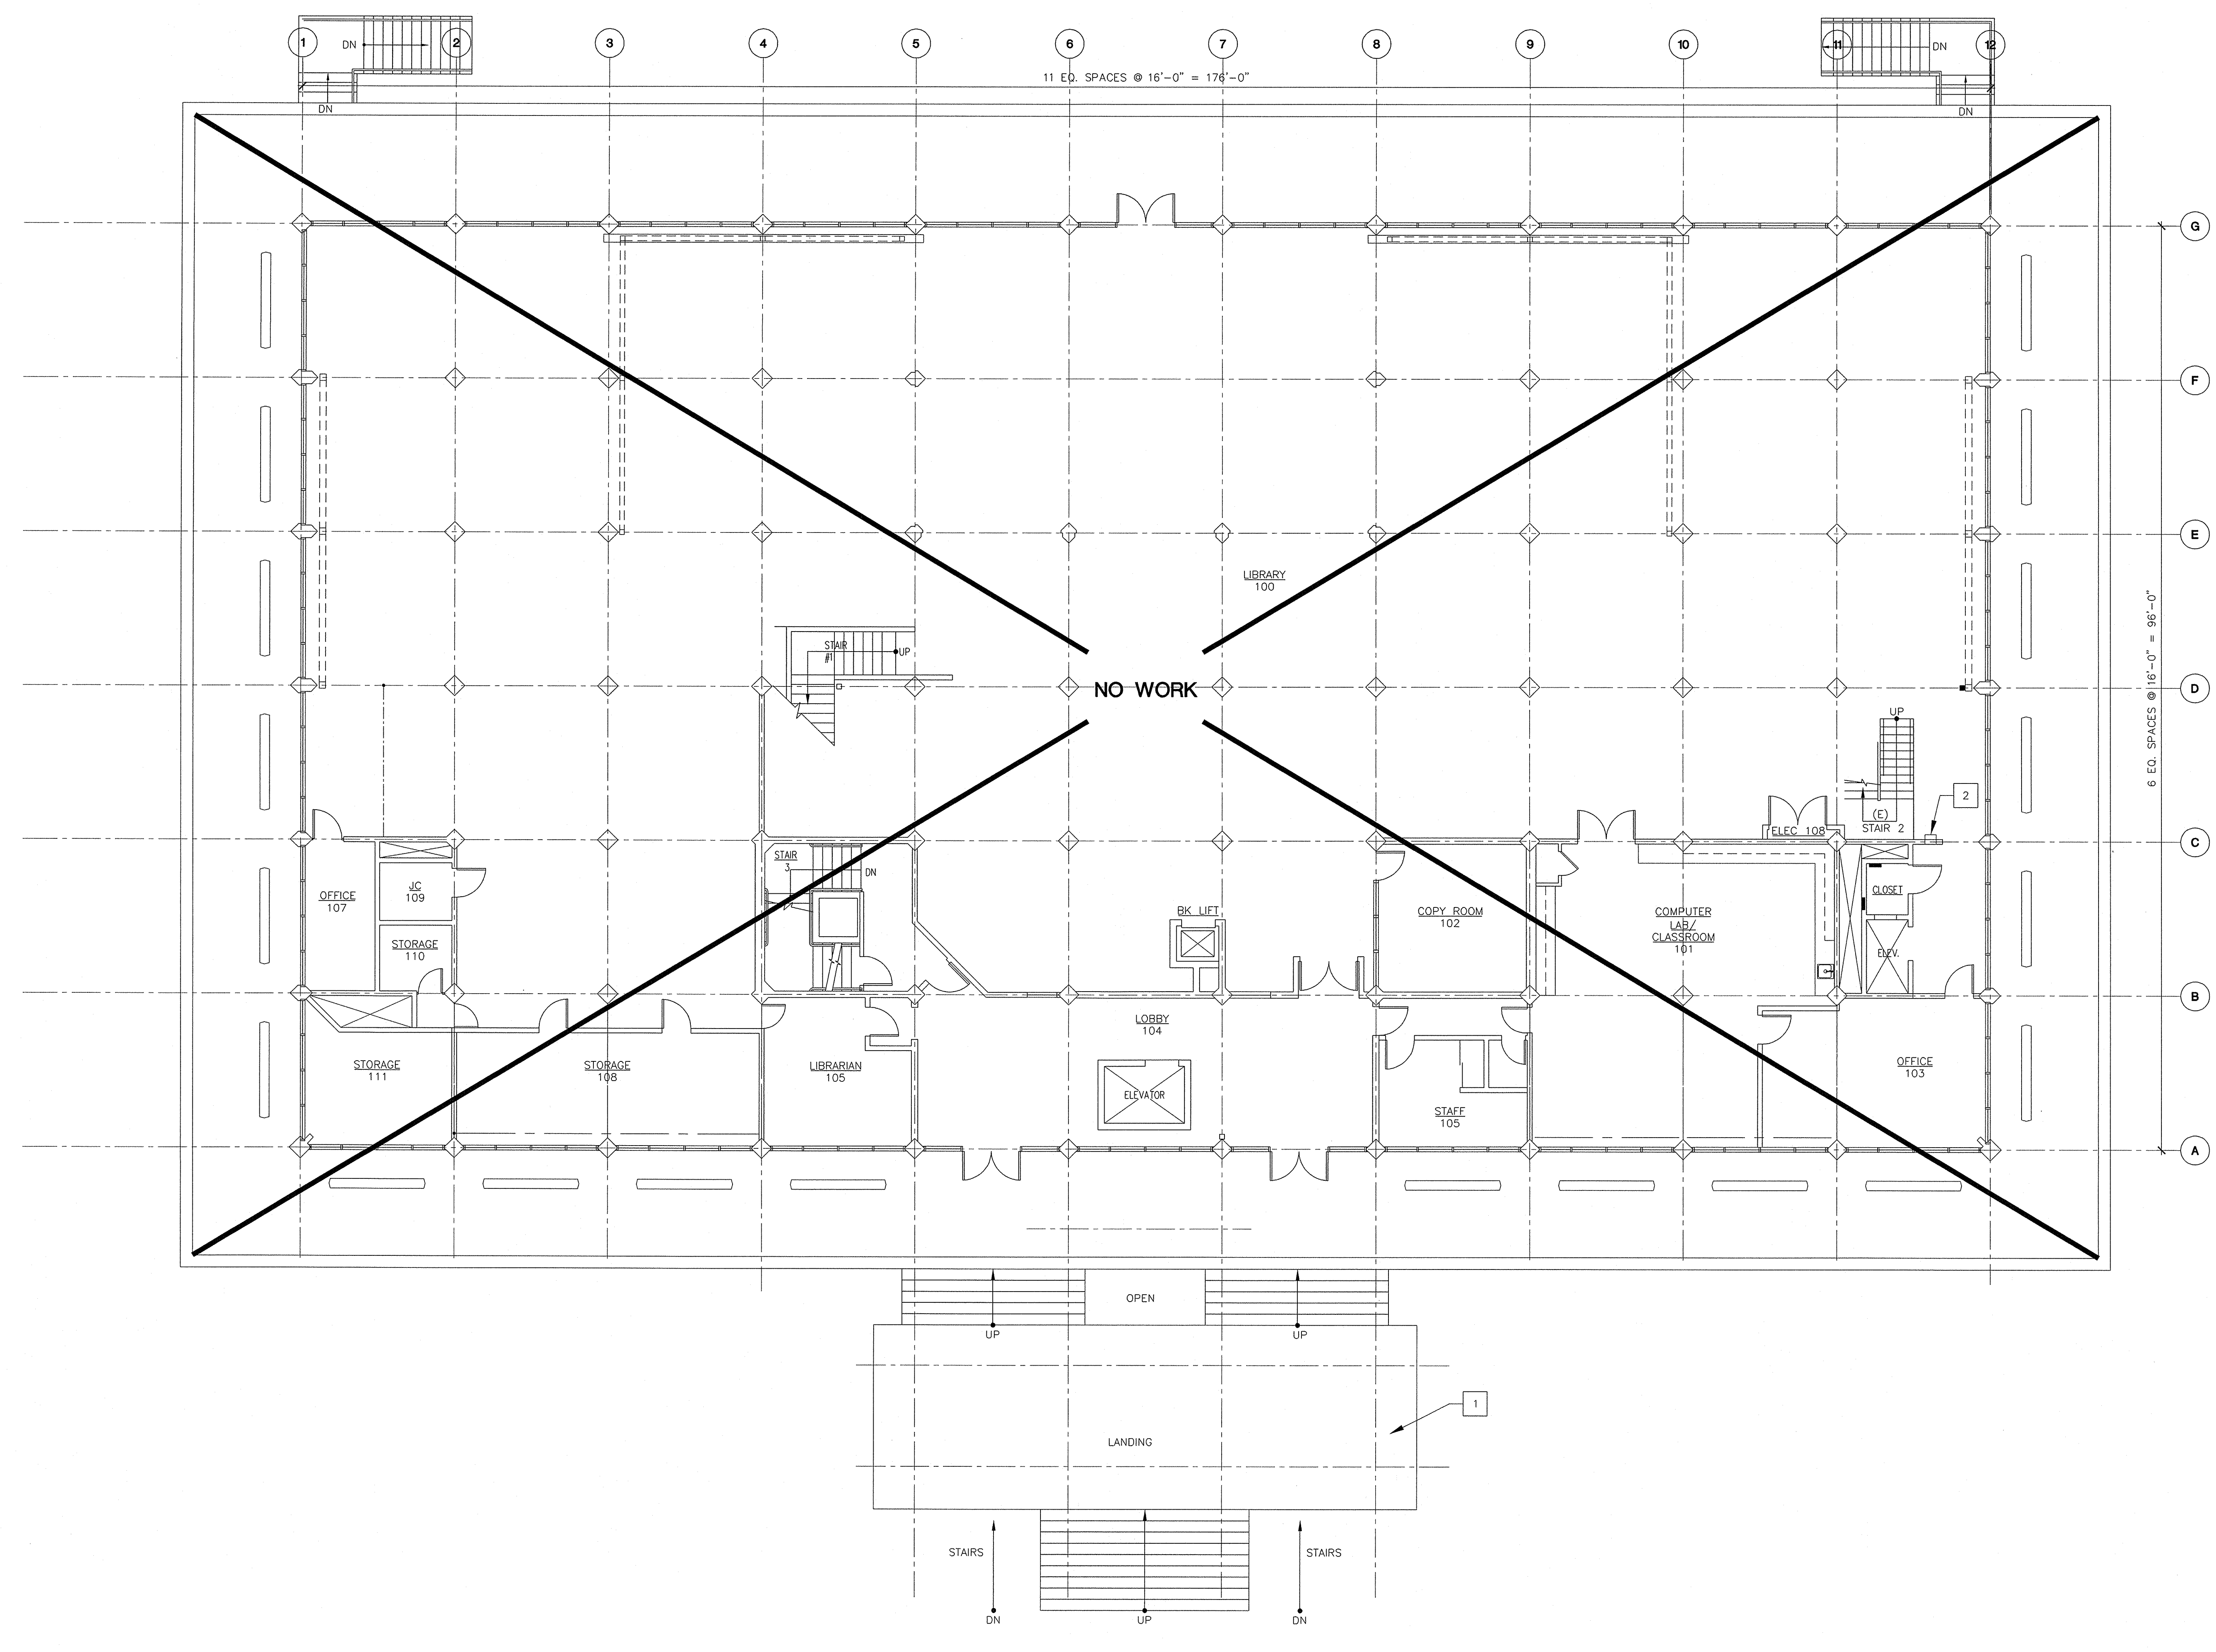 1
DN
2
3
4
5
6
7
8
9
10
11
DN
12
11 EQ. SPACES @ 16'-0" = 176'-0"
DN
DN
G
F
E
LIBRARY
100
STAIR
#1
UP
NO WORK
D
6 EQ. SPACES @ 16'-0" = 96'-0"
UP
2
(E)
STAIR 2
ELEC 108
C
STAIR
3
DN
OFFICE
107
JC
109
STORAGE
110
BK LIFT
COPY ROOM
102
COMPUTER
LAB/
CLASSROOM
101
CLOSET
ELEV.
B
LOBBY
104
STORAGE
111
STORAGE
108
LIBRARIAN
105
ELEVATOR
STAFF
105
OFFICE
103
A
OPEN
UP
UP
1
LANDING
STAIRS
STAIRS
DN
UP
DN